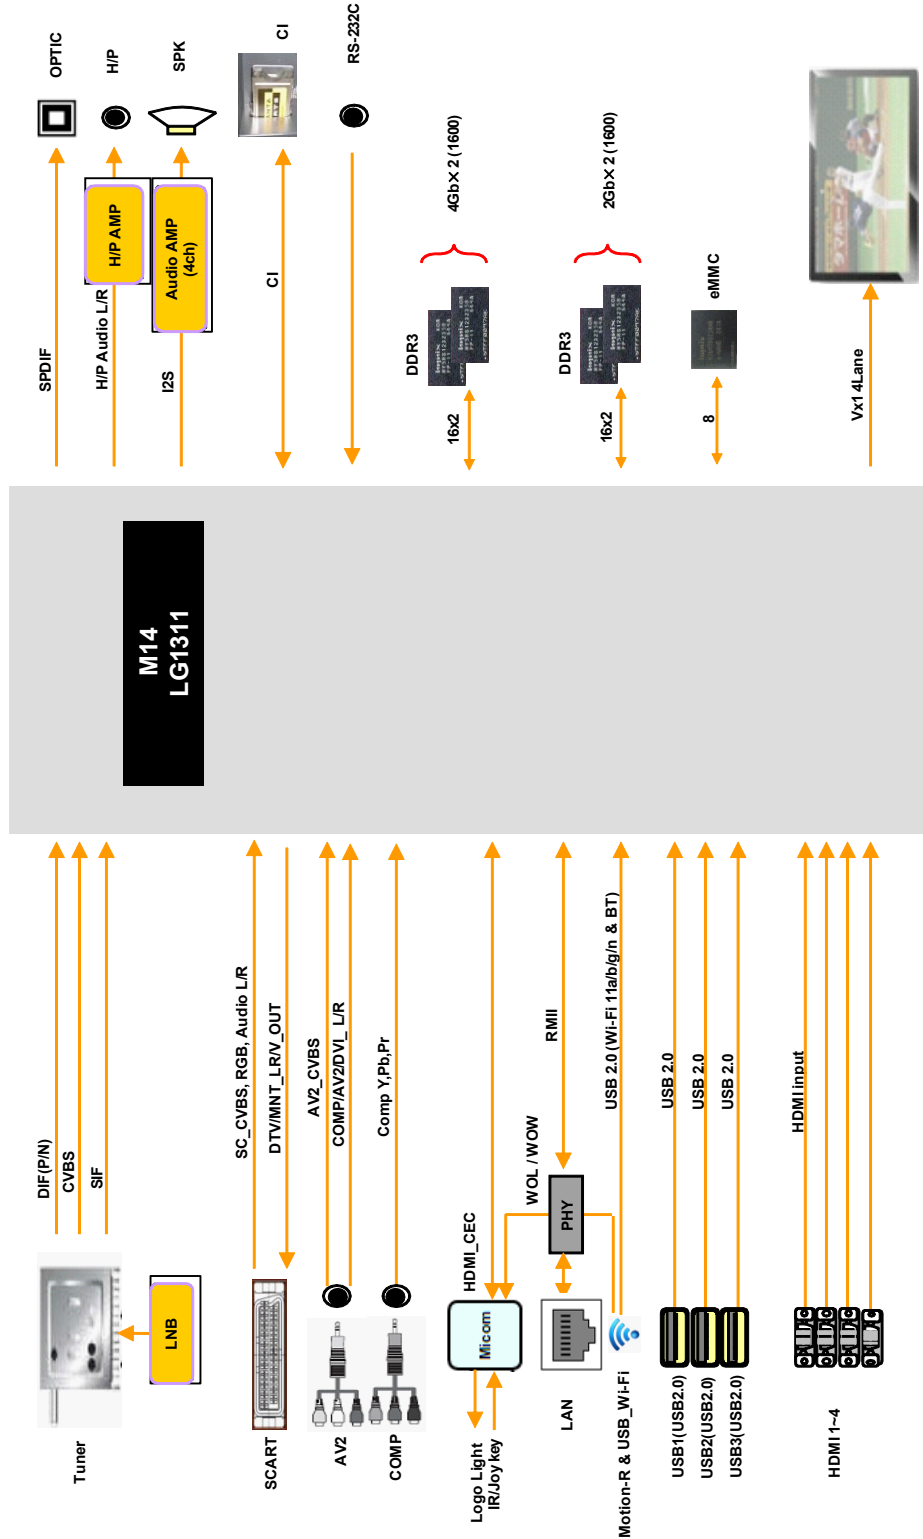 Tuner
LNB
DIF(P/N)
CVBS
SIF
SCART
SC_CVBS, RGB, Audio L/R
DTV/MNT_LR/V_OUT
AV2
AV2_CVBS
COMP/AV2/DVI_ L/R
COMP
Comp Y,Pb,Pr
Logo Light
IR/Joy key
Micom
HDMI_CEC
LAN
PHY
WOL / WOW
RMII
Motion-R & USB_Wi-Fi
USB 2.0 (Wi-Fi 11a/b/g/n & BT)
USB1(USB2.0)
USB 2.0
USB2(USB2.0)
USB 2.0
USB3(USB2.0)
USB 2.0
HDMI 1~4
HDMI input
M14
LG1311
SPDIF
OPTIC
H/P Audio L/R
H/P AMP
H/P
I2S
Audio AMP
(4ch)
SPK
CI
CI
RS-232C
16x2
DDR3
4Gb× 2 (1600)
16x2
DDR3
2Gb× 2 (1600)
8
eMMC
Vx1 4Lane